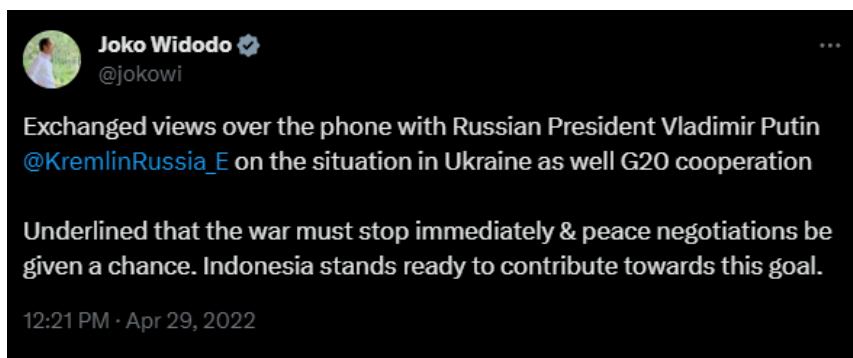 Joko Widodo
@jokowi
Exchanged views over the phone with Russian President Vladimir Putin
@KremlinRussia_E on the situation in Ukraine as well G20 cooperation
Underlined that the war must stop immediately & peace negotiations be
given a chance. Indonesia stands ready to contribute towards this goal.
12:21 PM · Apr 29, 2022